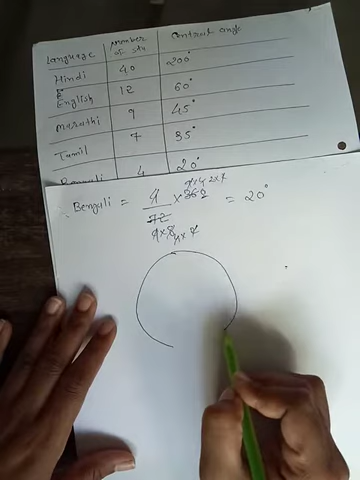 Language Number of stu Central angle
Hindi 40 200°
English 12 60°
Marathi 9 45°
Tamil 7 35°
Bengali 4 20°
Bengali = 4/72 × 360 = 20°